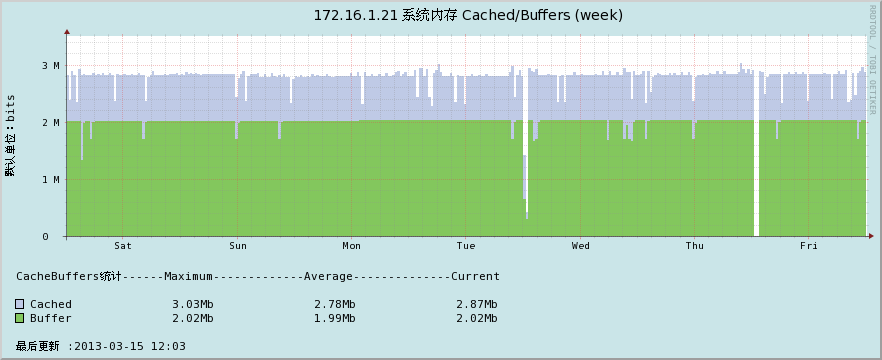 172.16.1.21 系统内存 Cached/Buffers (week)
RRDTOOL / TOBI OETIKER
默认单位：bits
3 M
2 M
1 M
0
Sat Sun Mon Tue Wed Thu Fri
CacheBuffers统计------Maximum-------------Average--------------Current
Cached 3.03Mb 2.78Mb 2.87Mb
Buffer 2.02Mb 1.99Mb 2.02Mb
最后更新 :2013-03-15 12:03